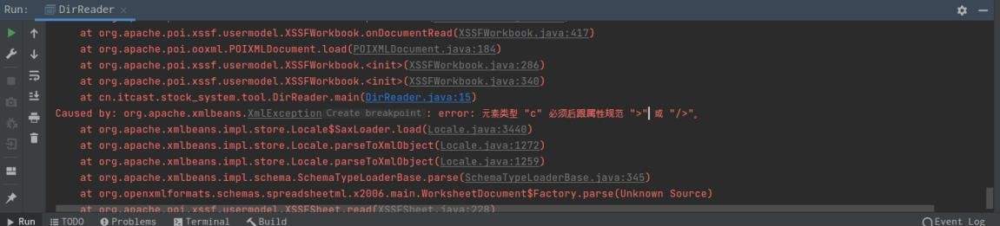 Run: DirReader
at org.apache.poi.xssf.usermodel.XSSFWorkbook.onDocumentRead(XSSFWorkbook.java:417)
at org.apache.poi.ooxml.POIXMLDocument.load(POIXMLDocument.java:184)
at org.apache.poi.xssf.usermodel.XSSFWorkbook.<init>(XSSFWorkbook.java:286)
at org.apache.poi.xssf.usermodel.XSSFWorkbook.<init>(XSSFWorkbook.java:340)
at cn.itcast.stock_system.tool.DirReader.main(DirReader.java:15)
Caused by: org.apache.xmlbeans.XmlException Create breakpoint : error: 元素类型 "c" 必须后跟属性规范 ">" 或 "/>"。
at org.apache.xmlbeans.impl.store.Locale$SaxLoader.load(Locale.java:3440)
at org.apache.xmlbeans.impl.store.Locale.parseToXmlObject(Locale.java:1272)
at org.apache.xmlbeans.impl.store.Locale.parseToXmlObject(Locale.java:1259)
at org.apache.xmlbeans.impl.schema.SchemaTypeLoaderBase.parse(SchemaTypeLoaderBase.java:345)
at org.openxmlformats.schemas.spreadsheetml.x2006.main.WorksheetDocument$Factory.parse(Unknown Source)
at org.apache.poi.xssf.usermodel.XSSFSheet.read(XSSFSheet.java:228)
Run TODO Problems Terminal Build Event Log